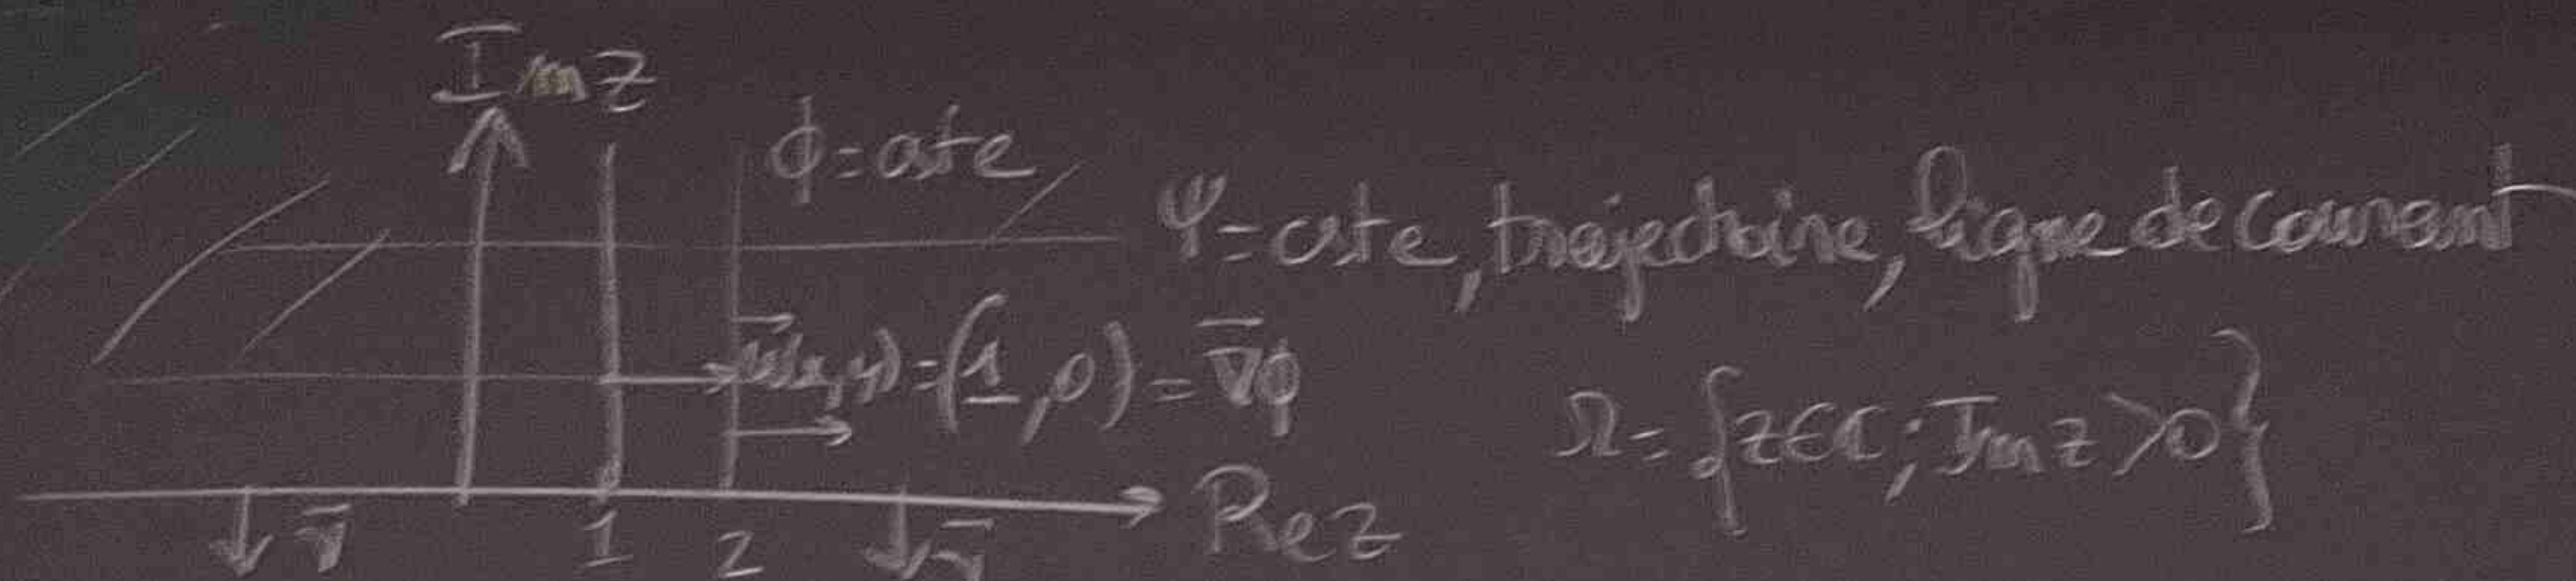 Im z
ϕ=cste
Ψ=cste, trajectoire, ligne de courant
u⃗(x,y)=(1,0)=∇⃗ϕ
Ω={z∈ℂ; Im z>0}
1 2 Re z